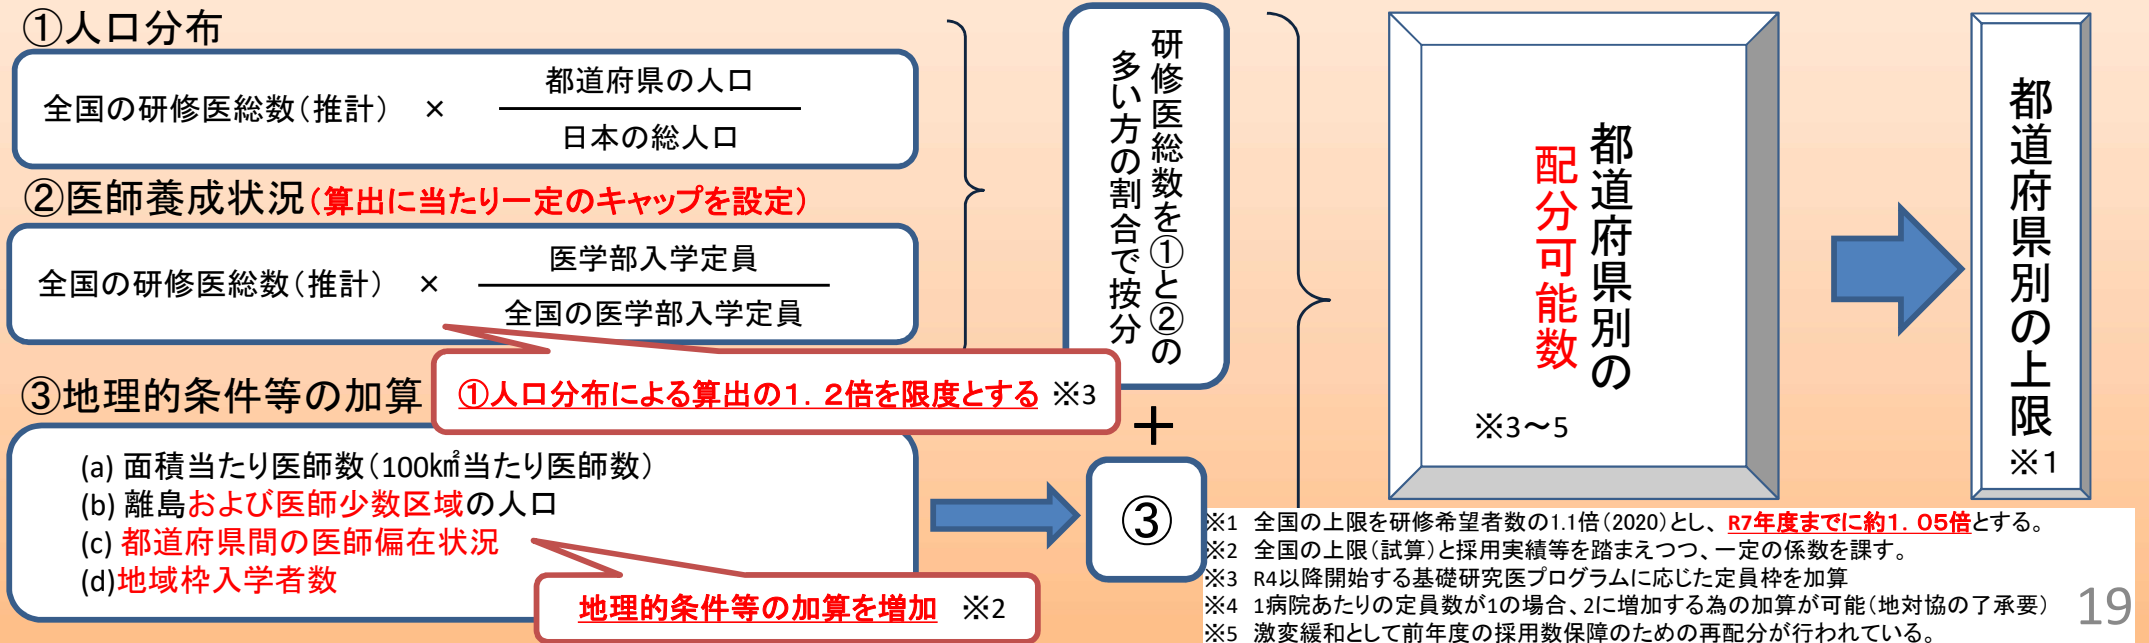 ①人口分布
全国の研修医総数（推計） ×
都道府県の人口
日本の総人口
②医師養成状況（算出に当たり一定のキャップを設定）
全国の研修医総数（推計） ×
医学部入学定員
全国の医学部入学定員
①人口分布による算出の1．2倍を限度とする ※3
③地理的条件等の加算
(a) 面積当たり医師数（100㎢当たり医師数）
(b) 離島および医師少数区域の人口
(c) 都道府県間の医師偏在状況
(d)地域枠入学者数
地理的条件等の加算を増加 ※2
研修医総数を①と②の
多い方の割合で按分
＋
③
都道府県別の
配分可能数
※3～5
都道府県別の上限
※1
※1 全国の上限を研修希望者数の1.1倍（2020）とし、R7年度までに約1．05倍とする。
※2 全国の上限（試算）と採用実績等を踏まえつつ、一定の係数を課す。
※3 R4以降開始する基礎研究医プログラムに応じた定員枠を加算
※4 1病院あたりの定員数が1の場合、2に増加する為の加算が可能（地対協の了承要）
※5 激変緩和として前年度の採用数保障のための再配分が行われている。
19